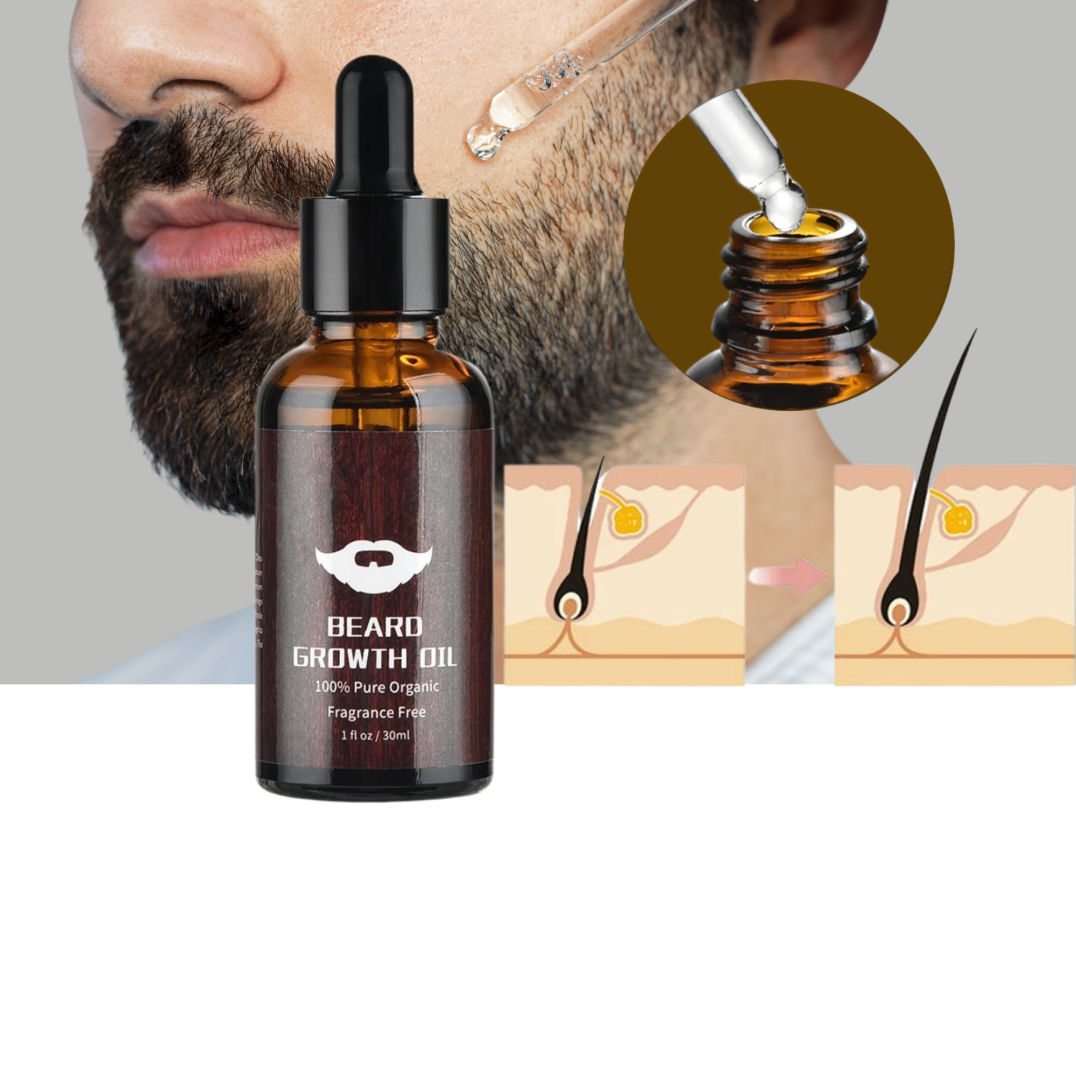 BEARD
GROWTH OIL
100% Pure Organic
Fragrance Free
1 fl oz / 30ml